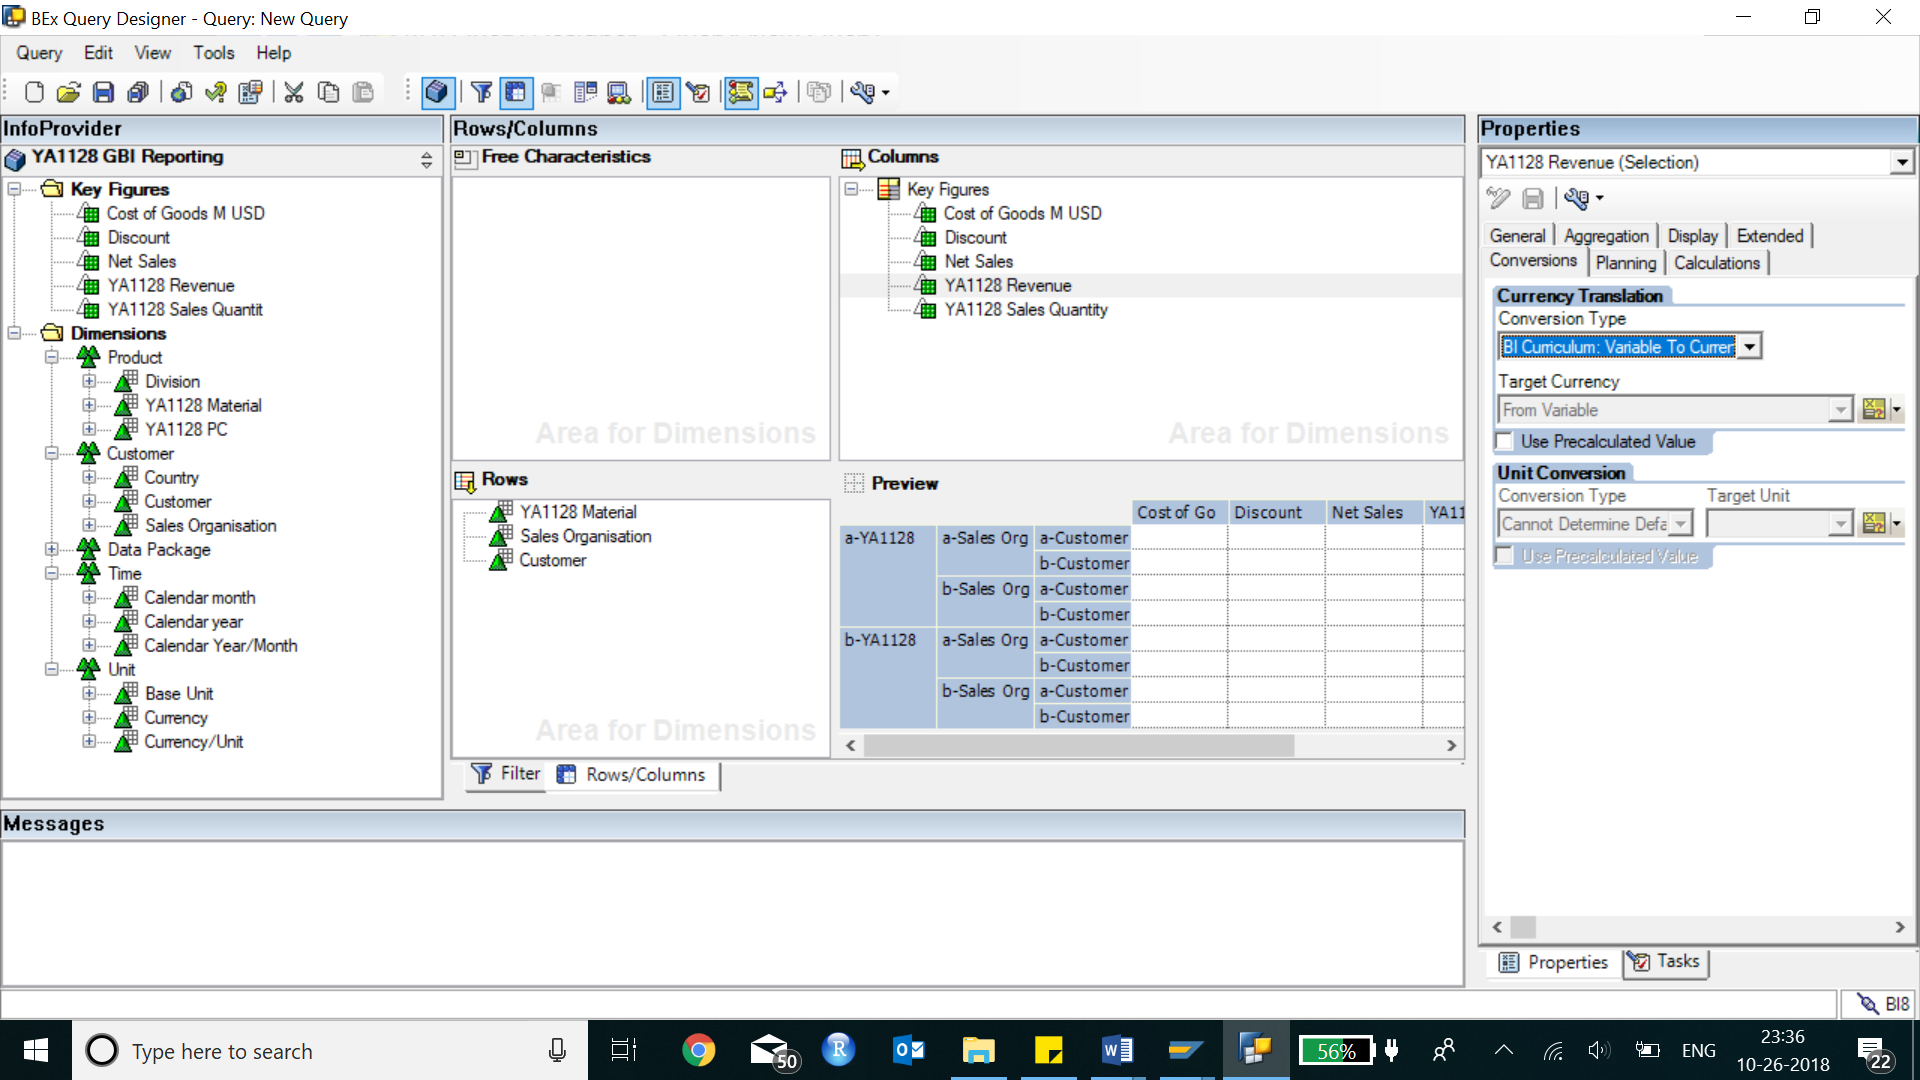 BEx Query Designer - Query: New Query
Query Edit View Tools Help
InfoProvider
YA1128 GBI Reporting
Key Figures
Cost of Goods M USD
Discount
Net Sales
YA1128 Revenue
YA1128 Sales Quantit
Dimensions
Product
Division
YA1128 Material
YA1128 PC
Customer
Country
Customer
Sales Organisation
Data Package
Time
Calendar month
Calendar year
Calendar Year/Month
Unit
Base Unit
Currency
Currency/Unit
Rows/Columns
Free Characteristics
Area for Dimensions
Columns
Key Figures
Cost of Goods M USD
Discount
Net Sales
YA1128 Revenue
YA1128 Sales Quantity
Area for Dimensions
Rows
YA1128 Material
Sales Organisation
Customer
Area for Dimensions
Preview
Cost of Go Discount Net Sales YA11
a-YA1128 a-Sales Org a-Customer
b-Customer
b-Sales Org a-Customer
b-Customer
b-YA1128 a-Sales Org a-Customer
b-Customer
b-Sales Org a-Customer
b-Customer
Filter Rows/Columns
Properties
YA1128 Revenue (Selection)
General Aggregation Display Extended
Conversions Planning Calculations
Currency Translation
Conversion Type
BI Curriculum: Variable To Currer
Target Currency
From Variable
Use Precalculated Value
Unit Conversion
Conversion Type Target Unit
Cannot Determine Defa
Use Precalculated Value
Properties Tasks
Messages
BI8
Type here to search
50
56%
ENG
23:36
10-26-2018
22